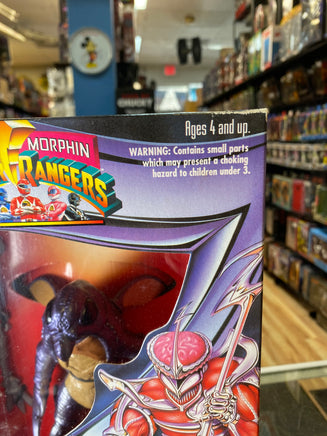 Ages 4 and up.
MORPHIN
WARNING: Contains small parts
which may present a choking
hazard to children under 3.
RANGERS
CHUCKY